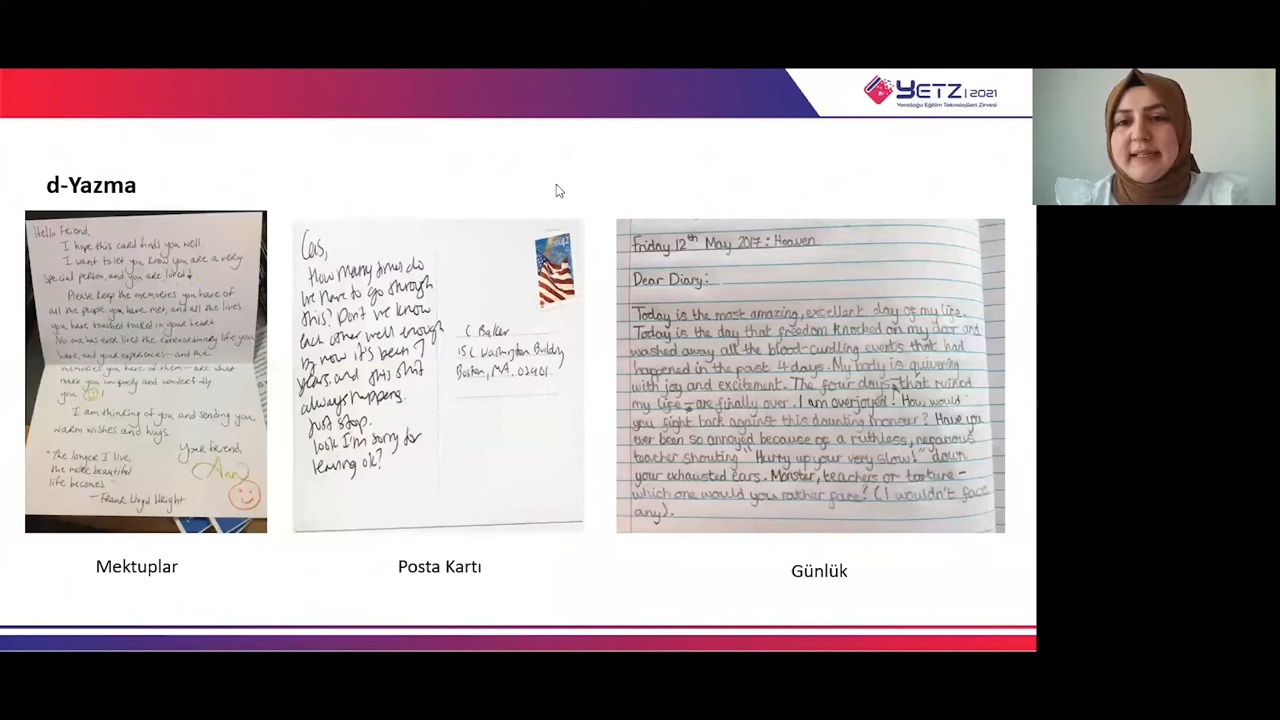 YETZ | 2021
Yenidoğu Eğitim Teknolojileri Zirvesi
d-Yazma
Hello Friend,
I hope this card finds you well.
I want to let you know you are a very
special person, and you are loved
Please keep the memories you have of
all the people you have met, and all the lives
you have touched tucked in your heart
No one has ever lived the extraordinary life you
have, and good experiences—and the
memories you have of them—are what
make you uniquely and wonderfully
you !
I am thinking of you and sending you
warm wishes and hugs.
Your friend,
Ann
"The longer I live,
the more beautiful
life becomes."
—Frank Lloyd Wright
Mektuplar
Cas,
How many times do
we have to go through
this? Don't we know
each other well enough
by now it's been 7
years. and this shit
always happens.
just stop.
look I'm sorry for
leaving ok?
42
C Baker
15 L Washington Building
Boston, MA. 02401
Posta Kartı
Friday 12th May 2017: Heaven
Dear Diary:
Today is the most amazing, excellent day of my life.
Today is the day that freedom knocked on my door and
washed away all the blood-curdling events that had
happened in the past 4 days. My body is quivering
with joy and excitement. The four days - that ruined
my life - are finally over. I am overjoyed! How would
you fight back against this daunting monster? Have you
ever been so annoyed because of a ruthless, nefarious
teacher shouting "Hurry up your very slow!" down
your exhausted ears. Monster, teachers or torture -
which one would you rather face? (I wouldn't face
any).
Günlük